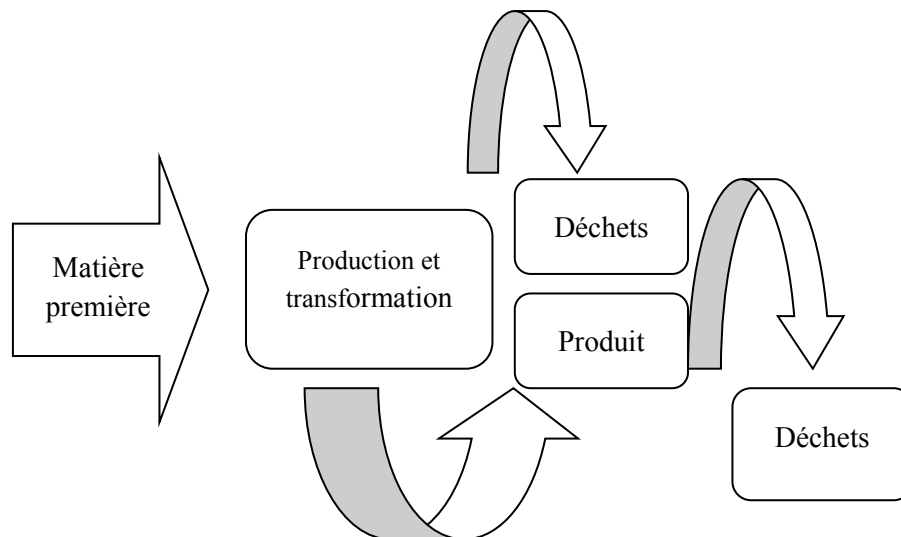 Matière
première
Production et
transformation
Déchets
Produit
Déchets